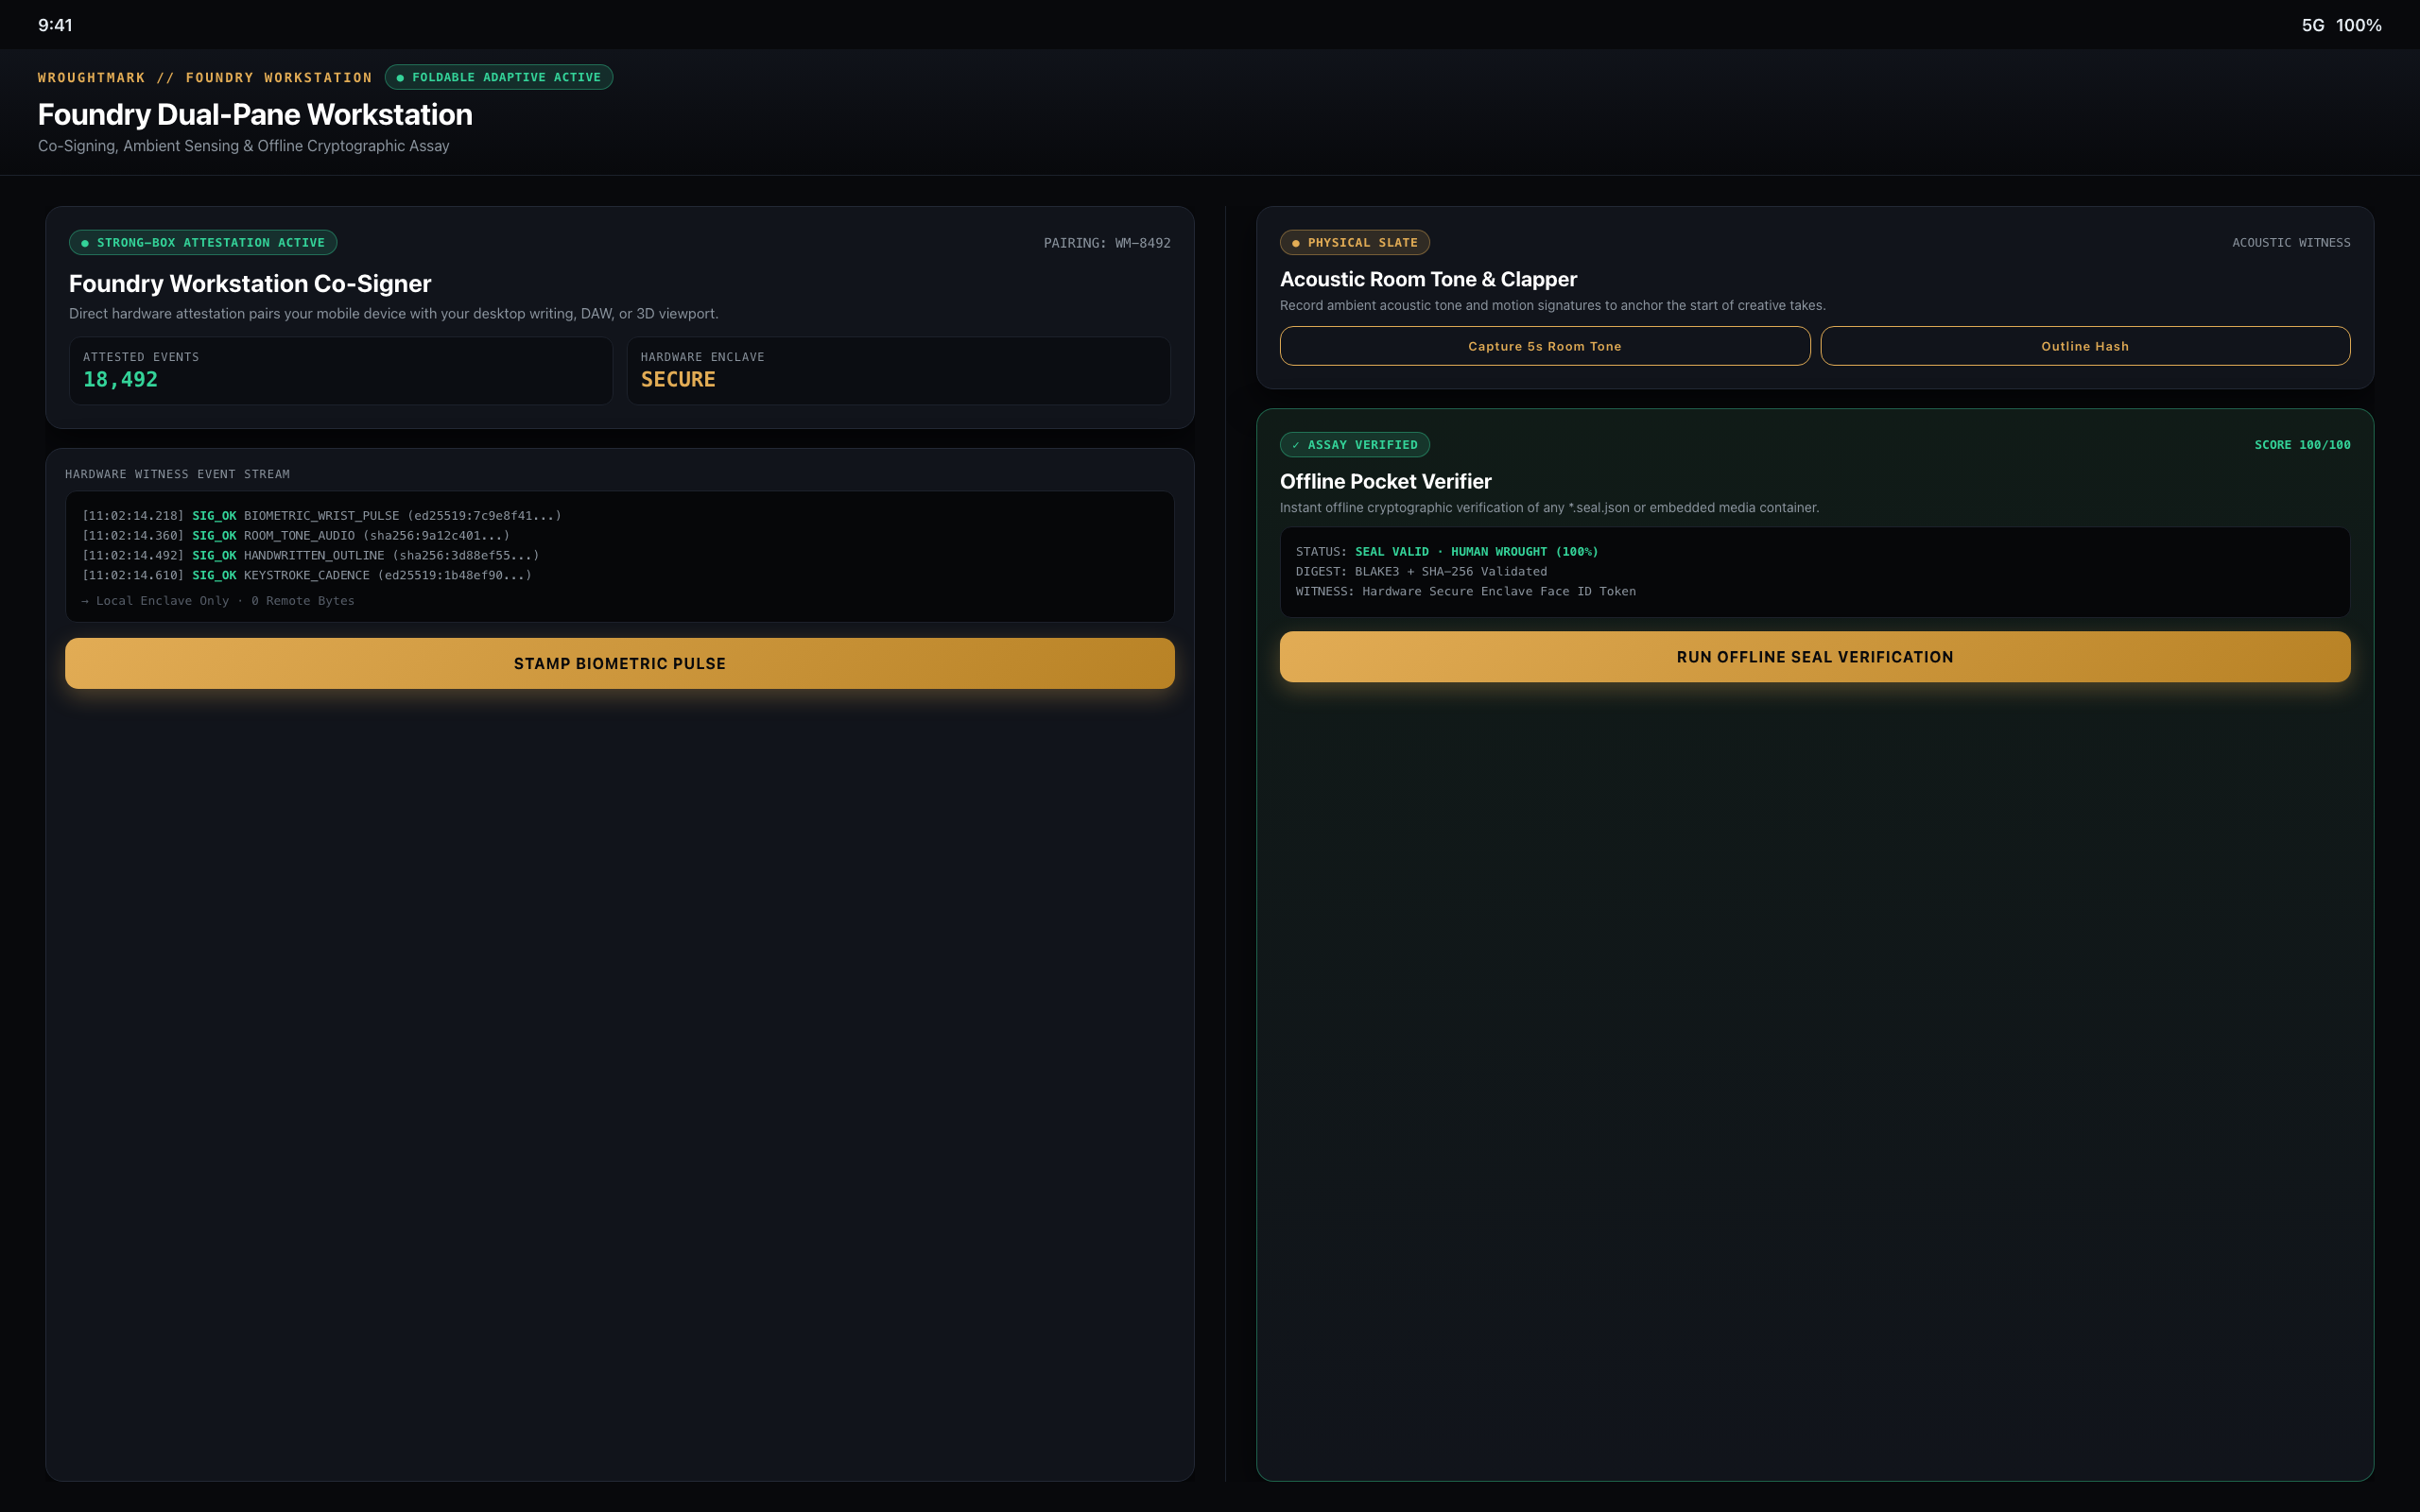 9:41
5G 100%
WROUGHTMARK // FOUNDRY WORKSTATION
● FOLDABLE ADAPTIVE ACTIVE
Foundry Dual-Pane Workstation
Co-Signing, Ambient Sensing & Offline Cryptographic Assay
● STRONG-BOX ATTESTATION ACTIVE
PAIRING: WM-8492
Foundry Workstation Co-Signer
Direct hardware attestation pairs your mobile device with your desktop writing, DAW, or 3D viewport.
ATTESTED EVENTS
18,492
HARDWARE ENCLAVE
SECURE
HARDWARE WITNESS EVENT STREAM
[11:02:14.218] SIG_OK BIOMETRIC_WRIST_PULSE (ed25519:7c9e8f41...)
[11:02:14.360] SIG_OK ROOM_TONE_AUDIO (sha256:9a12c401...)
[11:02:14.492] SIG_OK HANDWRITTEN_OUTLINE (sha256:3d88ef55...)
[11:02:14.610] SIG_OK KEYSTROKE_CADENCE (ed25519:1b48ef90...)
→ Local Enclave Only · 0 Remote Bytes
STAMP BIOMETRIC PULSE
● PHYSICAL SLATE
ACOUSTIC WITNESS
Acoustic Room Tone & Clapper
Record ambient acoustic tone and motion signatures to anchor the start of creative takes.
Capture 5s Room Tone
Outline Hash
✓ ASSAY VERIFIED
SCORE 100/100
Offline Pocket Verifier
Instant offline cryptographic verification of any *.seal.json or embedded media container.
STATUS: SEAL VALID · HUMAN WROUGHT (100%)
DIGEST: BLAKE3 + SHA-256 Validated
WITNESS: Hardware Secure Enclave Face ID Token
RUN OFFLINE SEAL VERIFICATION